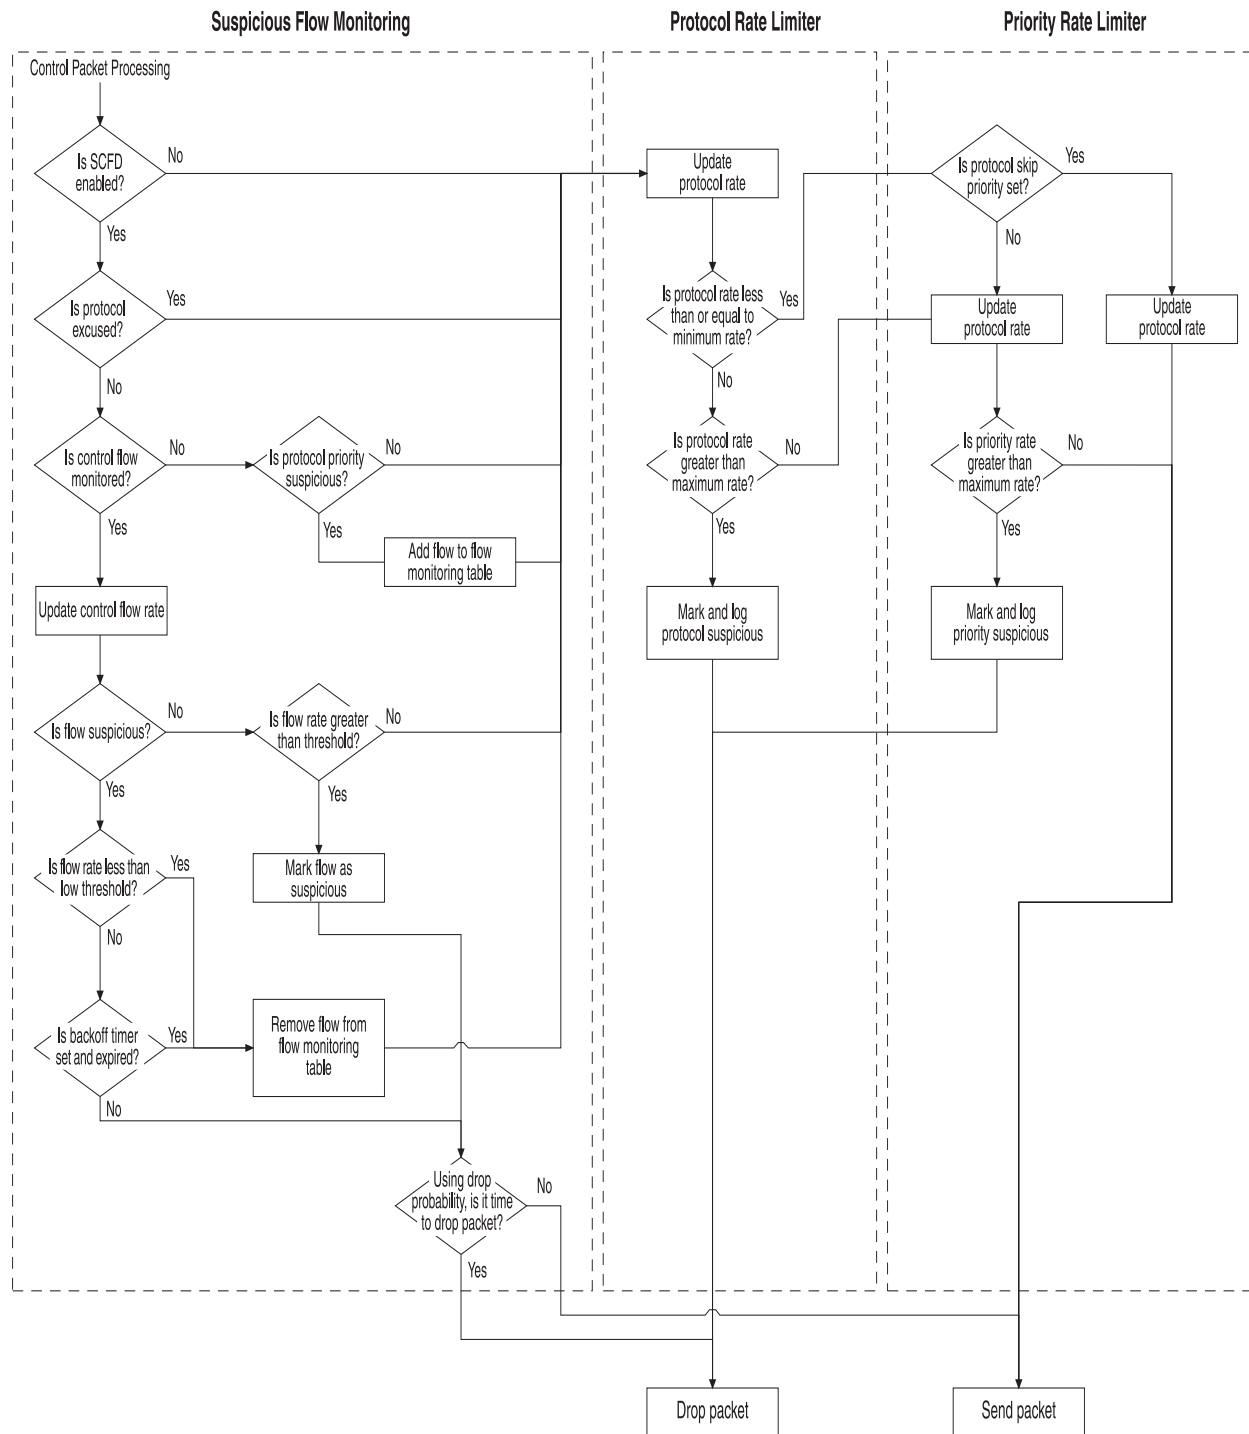 Suspicious Flow Monitoring
Protocol Rate Limiter
Priority Rate Limiter
Control Packet Processing
Is SCFD
enabled?
No
Yes
Update
protocol rate
Is protocol skip
priority set?
Yes
No
Is protocol
excused?
Yes
No
Is protocol rate less
than or equal to
minimum rate?
Yes
No
Update
protocol rate
Update
protocol rate
Is control flow
monitored?
No
Yes
Is protocol priority
suspicious?
No
Yes
Is protocol rate
greater than
maximum rate?
No
Yes
Is priority rate
greater than
maximum rate?
No
Yes
Add flow to flow
monitoring table
Update control flow rate
Mark and log
protocol suspicious
Mark and log
priority suspicious
Is flow suspicious?
No
Yes
Is flow rate greater
than threshold?
No
Yes
Is flow rate less than
low threshold?
Yes
No
Mark flow as
suspicious
Is backoff timer
set and expired?
Yes
No
Remove flow from
flow monitoring
table
Using drop
probability, is it time
to drop packet?
No
Yes
Drop packet
Send packet